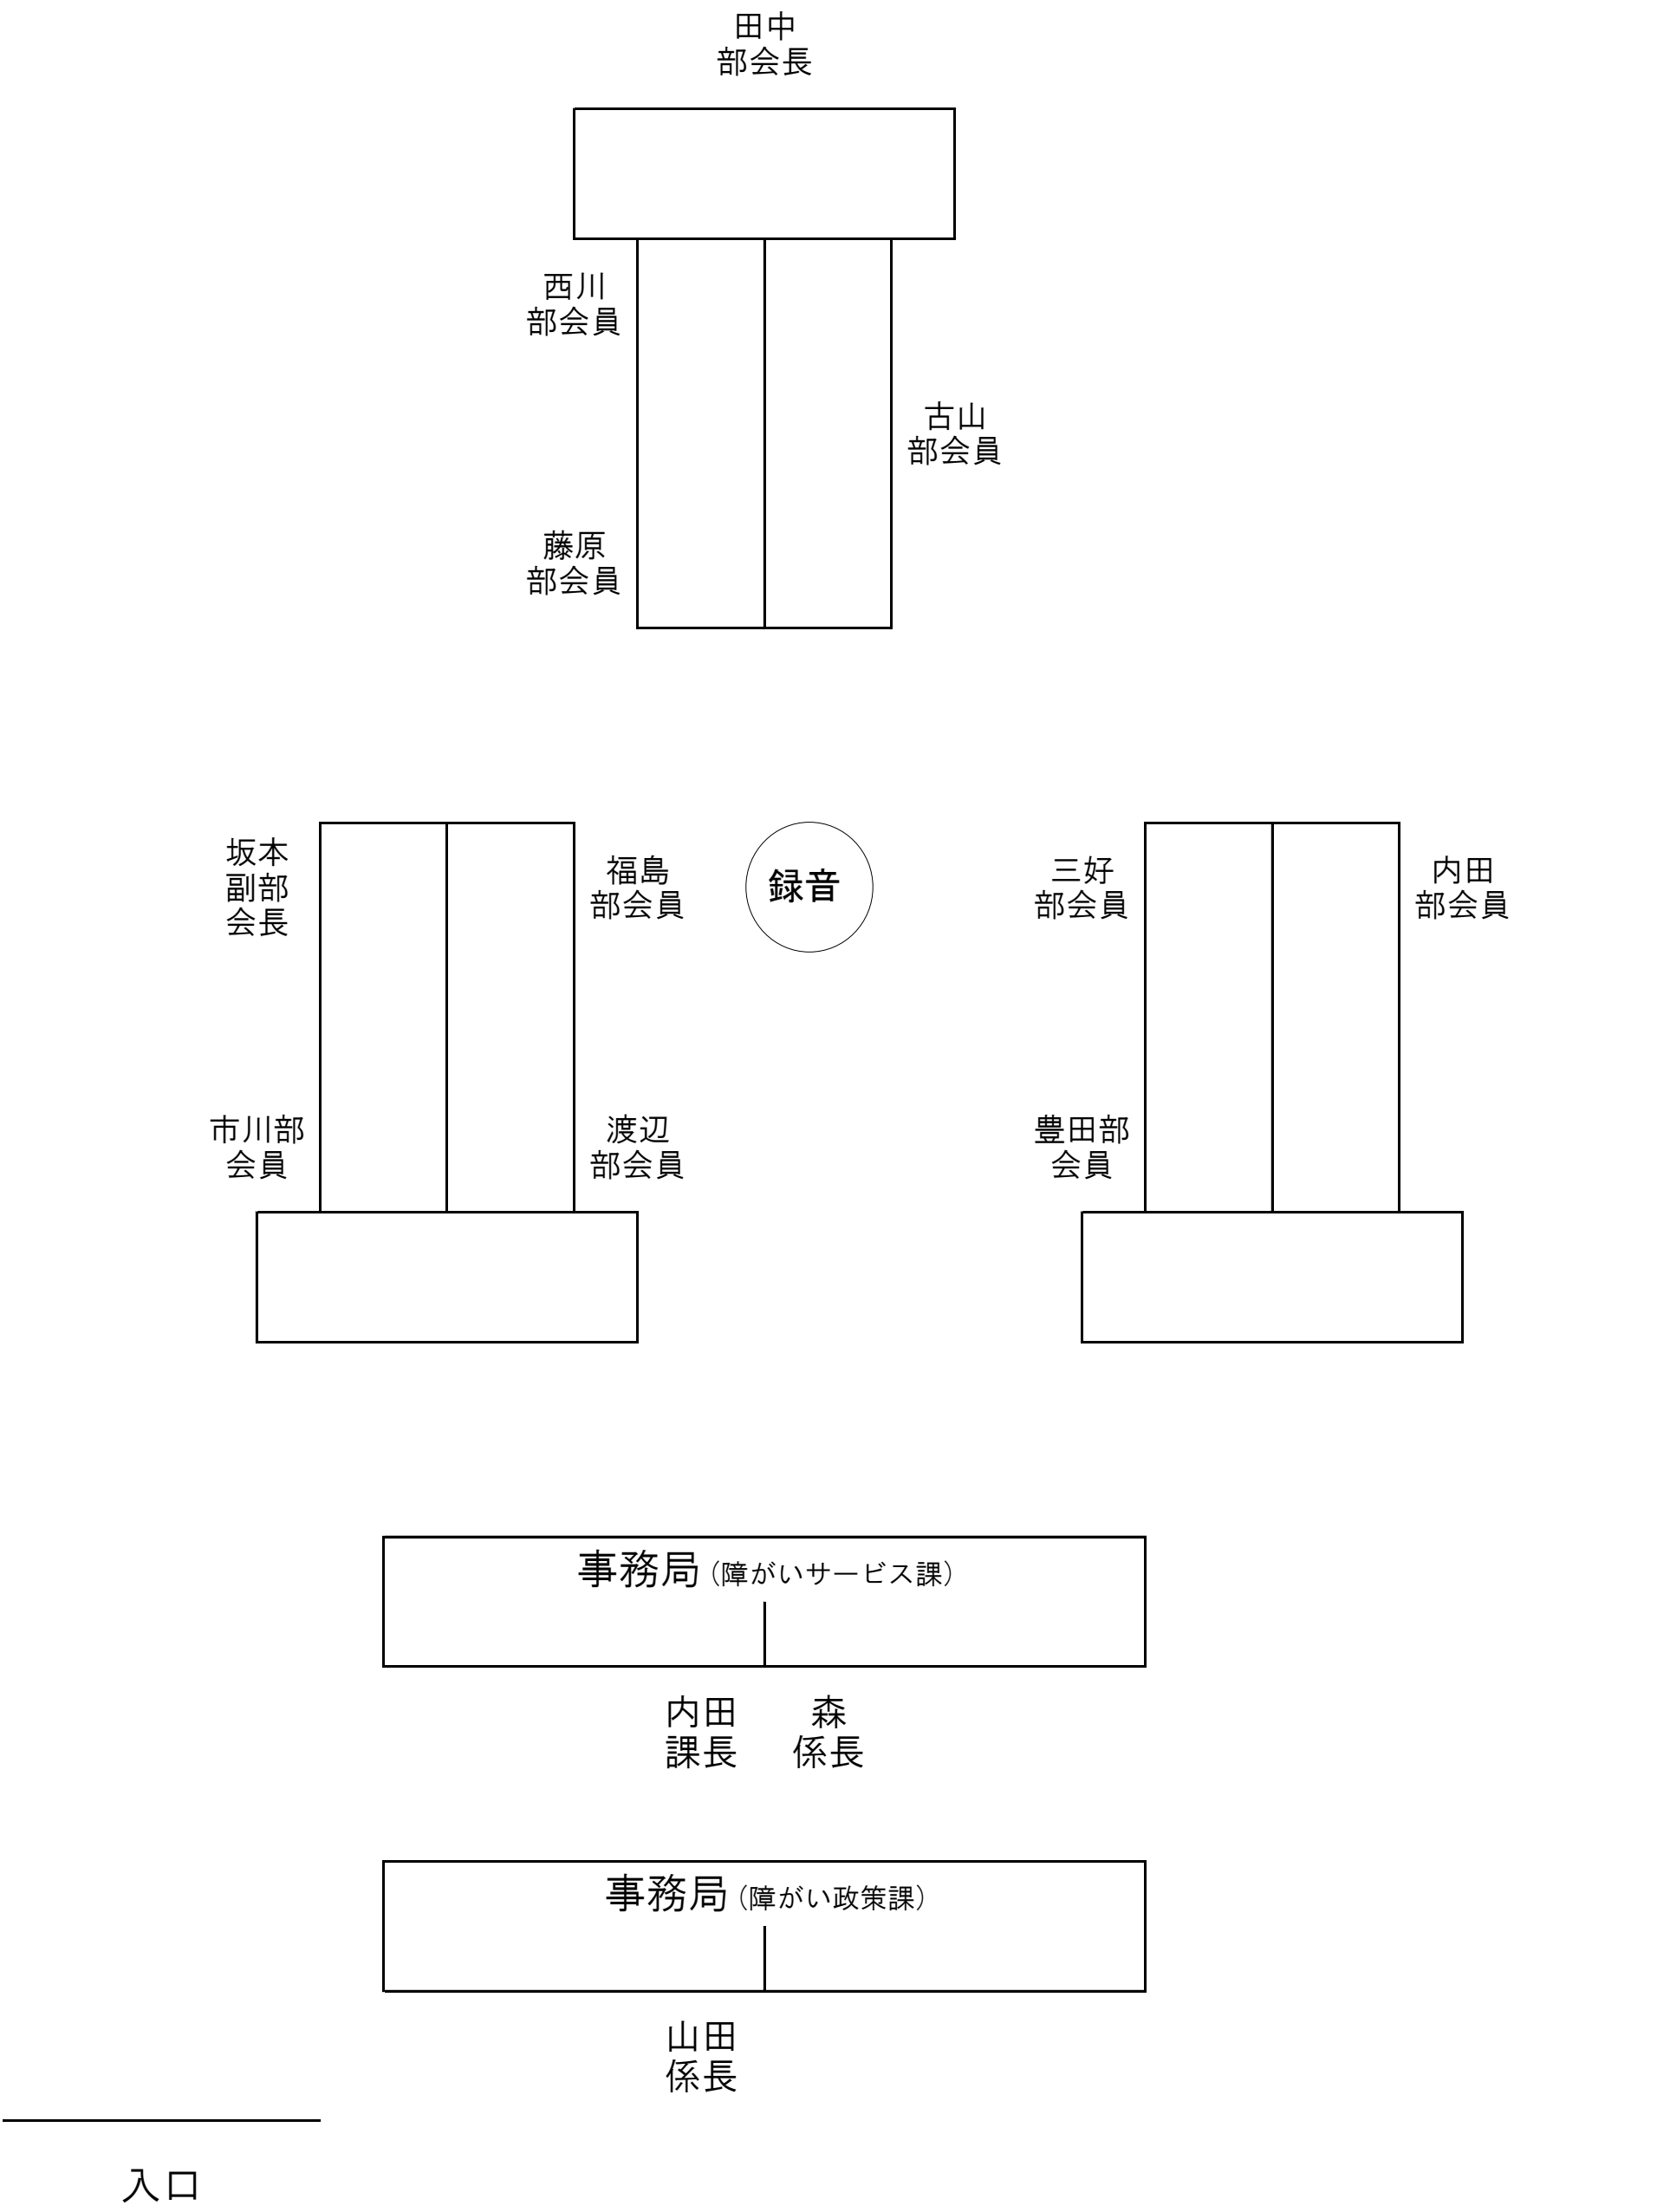 田中
部会長
西川
部会員
古山
部会員
藤原
部会員
坂本
副部
会長
福島
部会員
録音
三好
部会員
内田
部会員
市川部
会員
渡辺
部会員
豊田部
会員
事務局（障がいサービス課）
内田
課長
森
係長
事務局（障がい政策課）
山田
係長
入口